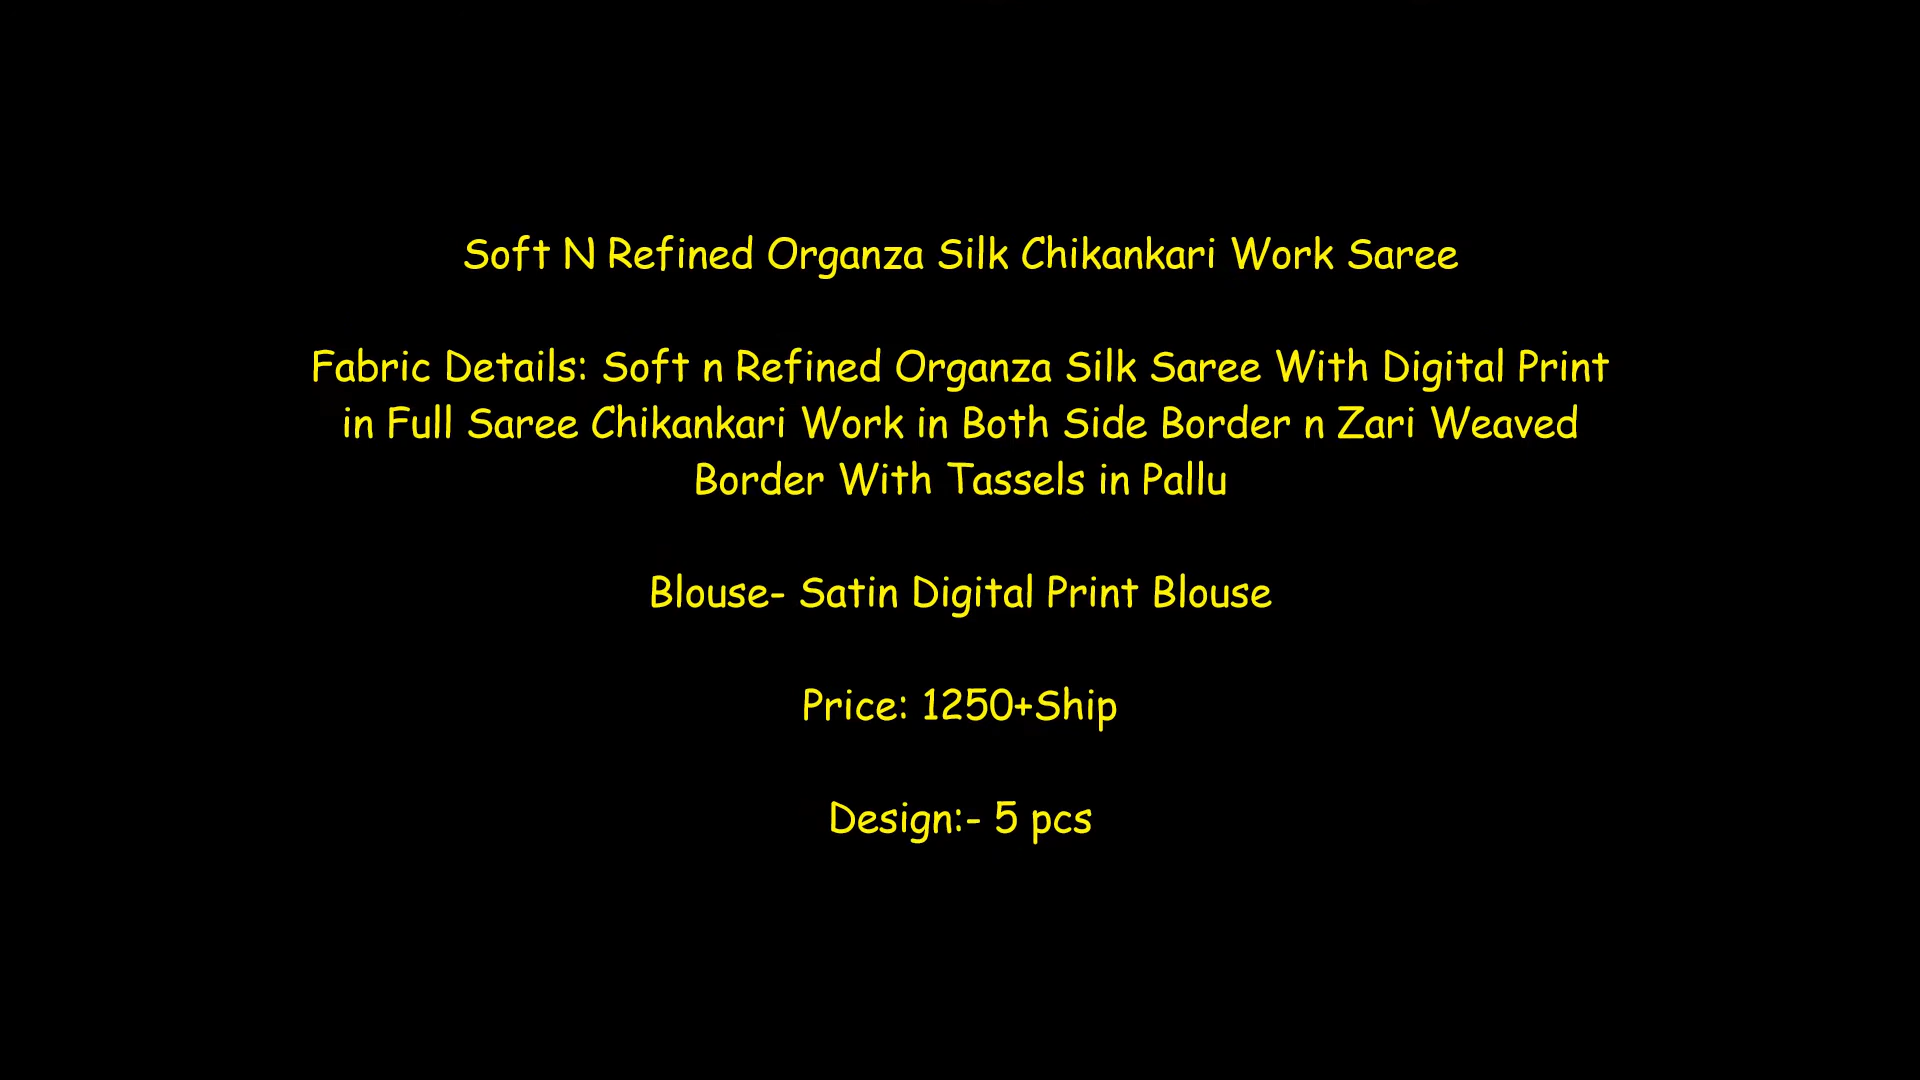 Soft N Refined Organza Silk Chikankari Work Saree
Fabric Details: Soft n Refined Organza Silk Saree With Digital Print
in Full Saree Chikankari Work in Both Side Border n Zari Weaved
Border With Tassels in Pallu
Blouse- Satin Digital Print Blouse
Price: 1250+Ship
Design:- 5 pcs